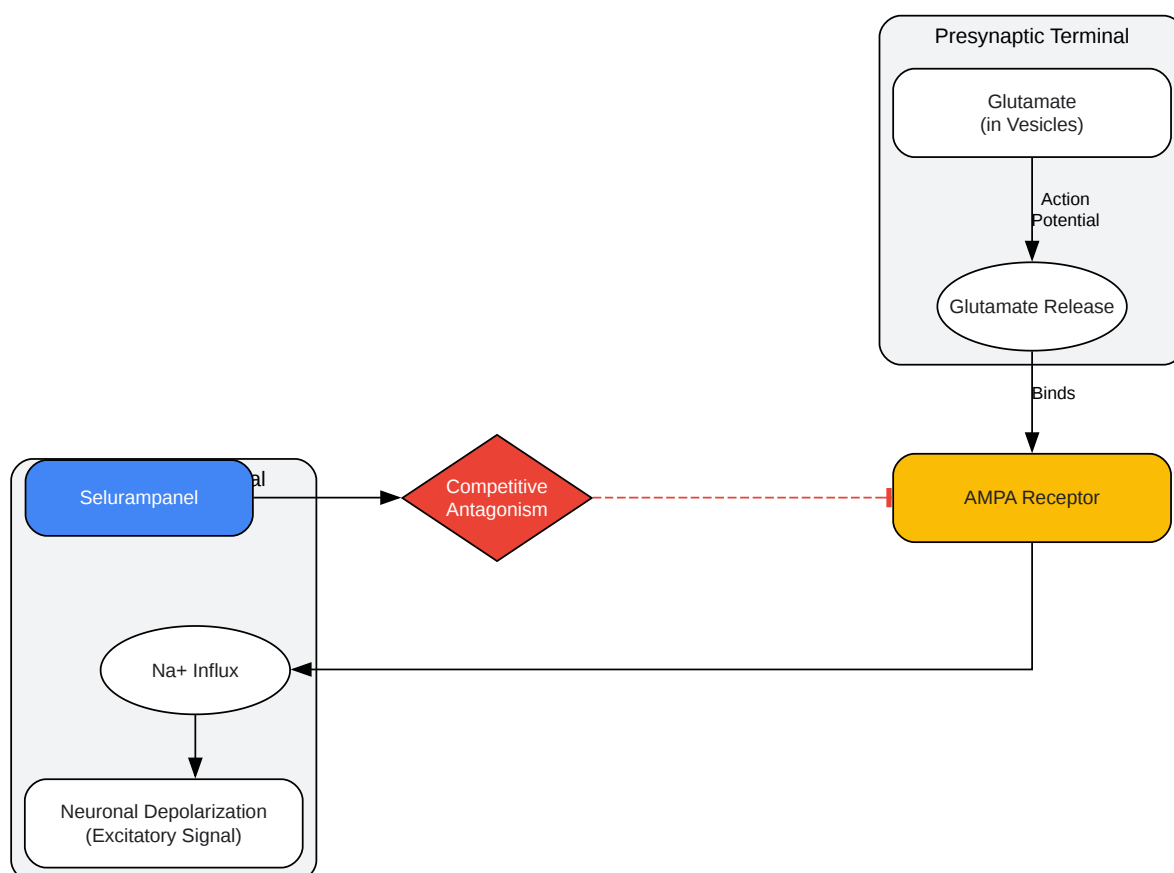 Presynaptic Terminal
Glutamate
(in Vesicles)
Action
Potential
Glutamate Release
Binds
al
Selurampanel
Competitive
Antagonism
AMPA Receptor
Na+ Influx
Neuronal Depolarization
(Excitatory Signal)